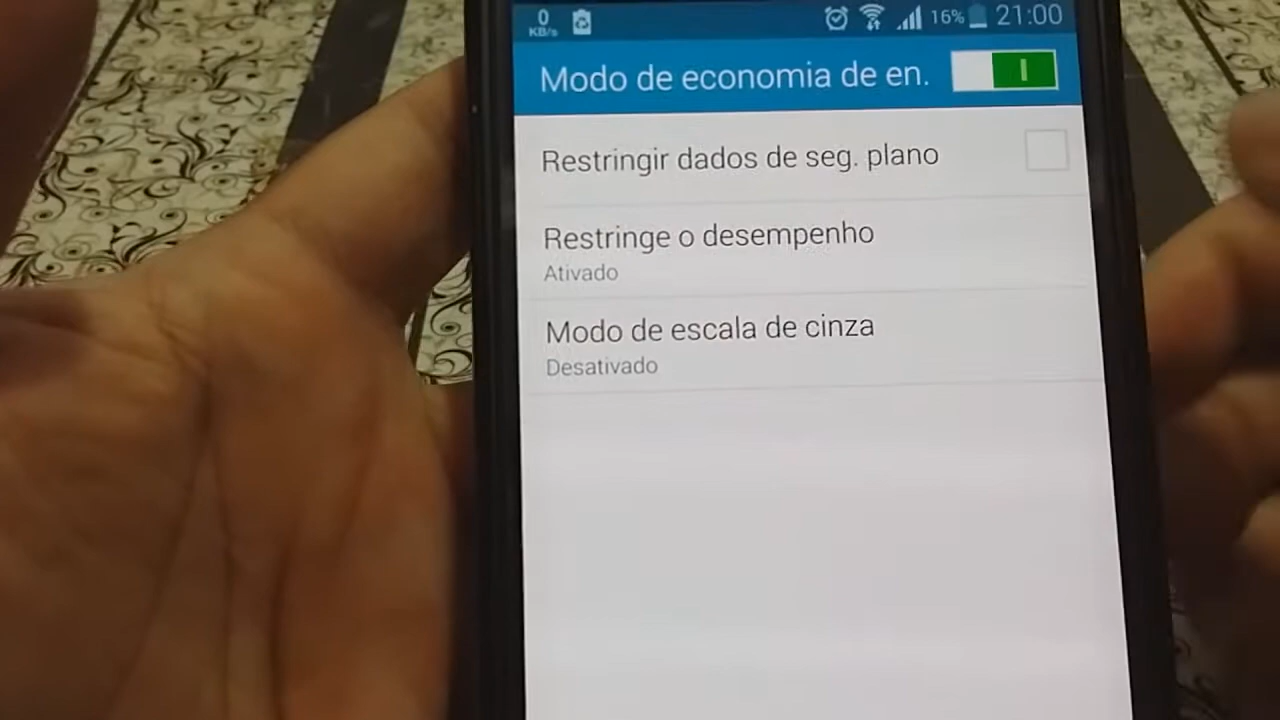 0
KB/s
16% 21:00
Modo de economia de en.
Restringir dados de seg. plano
Restringe o desempenho
Ativado
Modo de escala de cinza
Desativado